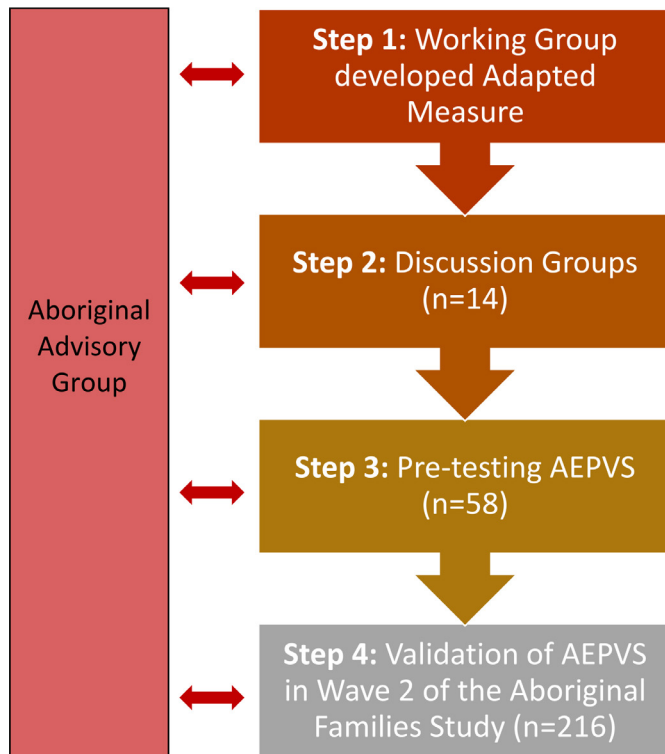 Aboriginal
Advisory
Group
Step 1: Working Group
developed Adapted
Measure
Step 2: Discussion Groups
(n=14)
Step 3: Pre-testing AEPVS
(n=58)
Step 4: Validation of AEPVS
in Wave 2 of the Aboriginal
Families Study (n=216)